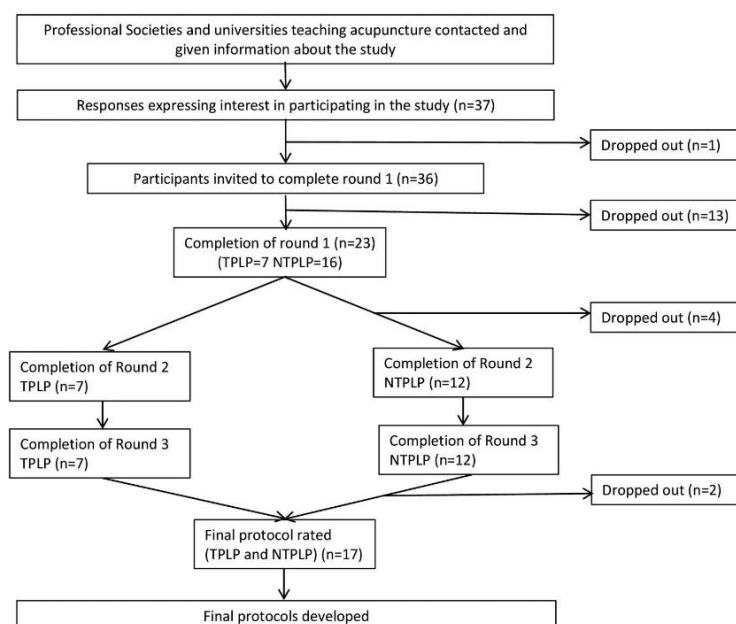 Professional Societies and universities teaching acupuncture contacted and
given information about the study
Responses expressing interest in participating in the study (n=37)
Dropped out (n=1)
Participants invited to complete round 1 (n=36)
Dropped out (n=13)
Completion of round 1 (n=23)
(TPLP=7 NTPLP=16)
Dropped out (n=4)
Completion of Round 2
TPLP (n=7)
Completion of Round 2
NTPLP (n=12)
Completion of Round 3
TPLP (n=7)
Completion of Round 3
NTPLP (n=12)
Dropped out (n=2)
Final protocol rated
(TPLP and NTPLP) (n=17)
Final protocols developed